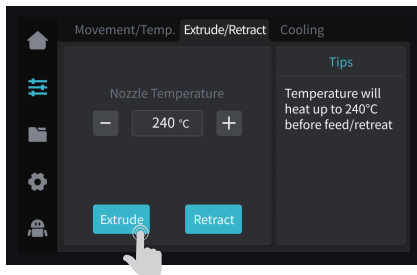 Movement/Temp. Extrude/Retract Cooling
Tips
Nozzle Temperature
Temperature will
heat up to 240°C
before feed/retreat
− 240 °C +
Extrude Retract